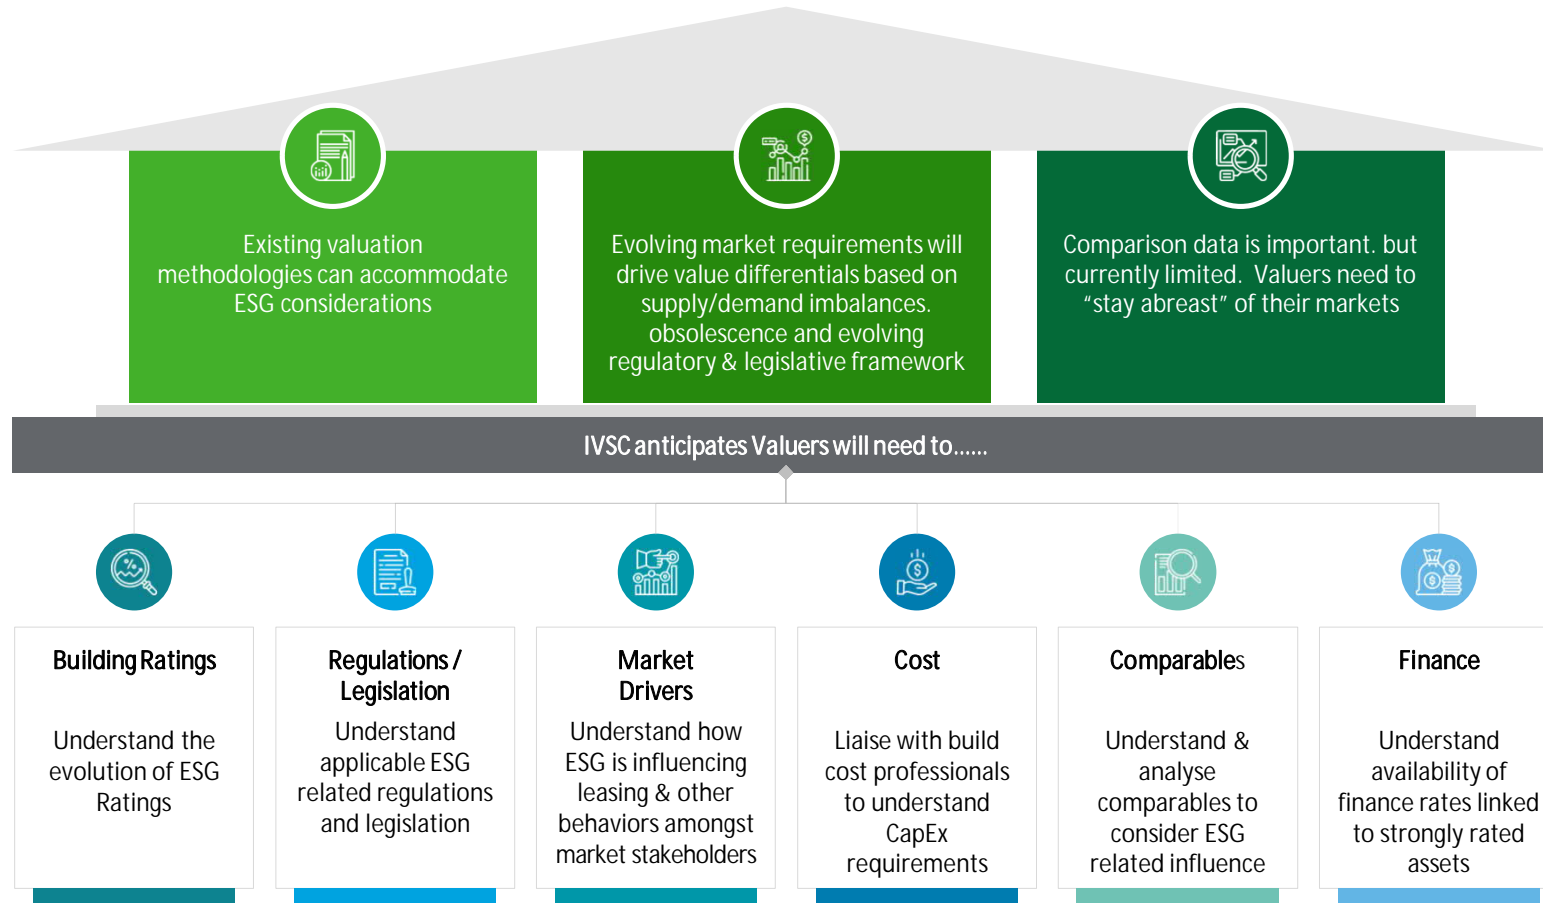 Existing valuation
methodologies can accommodate
ESG considerations
Evolving market requirements will
drive value differentials based on
supply/demand imbalances.
obsolescence and evolving
regulatory & legislative framework
Comparison data is important. but
currently limited. Valuers need to
“stay abreast” of their markets
IVSC anticipates Valuers will need to......
Building Ratings
Understand the
evolution of ESG
Ratings
Regulations /
Legislation
Understand
applicable ESG
related regulations
and legislation
Market
Drivers
Understand how
ESG is influencing
leasing & other
behaviors amongst
market stakeholders
Cost
Liaise with build
cost professionals
to understand
CapEx
requirements
Comparables
Understand &
analyse
comparables to
consider ESG
related influence
Finance
Understand
availability of
finance rates linked
to strongly rated
assets